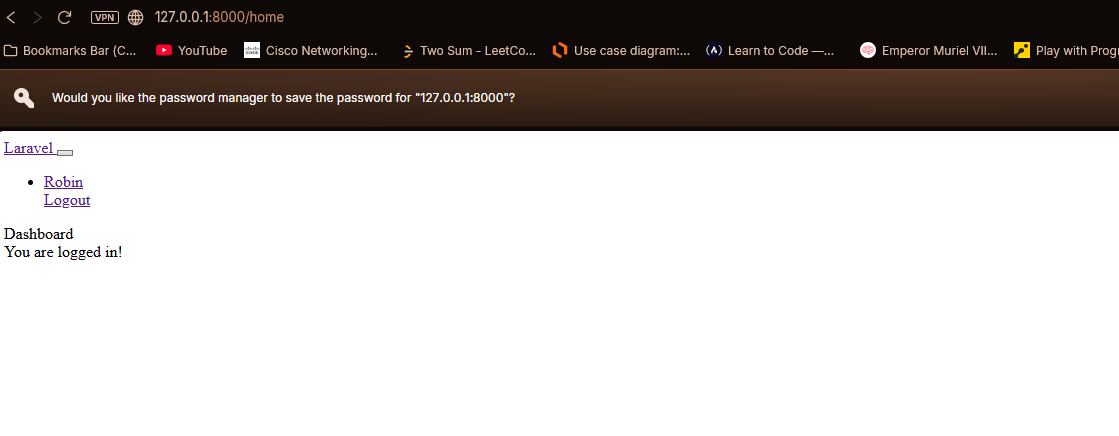 VPN 127.0.0.1:8000/home
Bookmarks Bar (C... YouTube Cisco Networking... Two Sum - LeetCo... Use case diagram:... Learn to Code —... Emperor Muriel VII... Play with Prog
Would you like the password manager to save the password for "127.0.0.1:8000"?
Laravel
Robin
Logout
Dashboard
You are logged in!